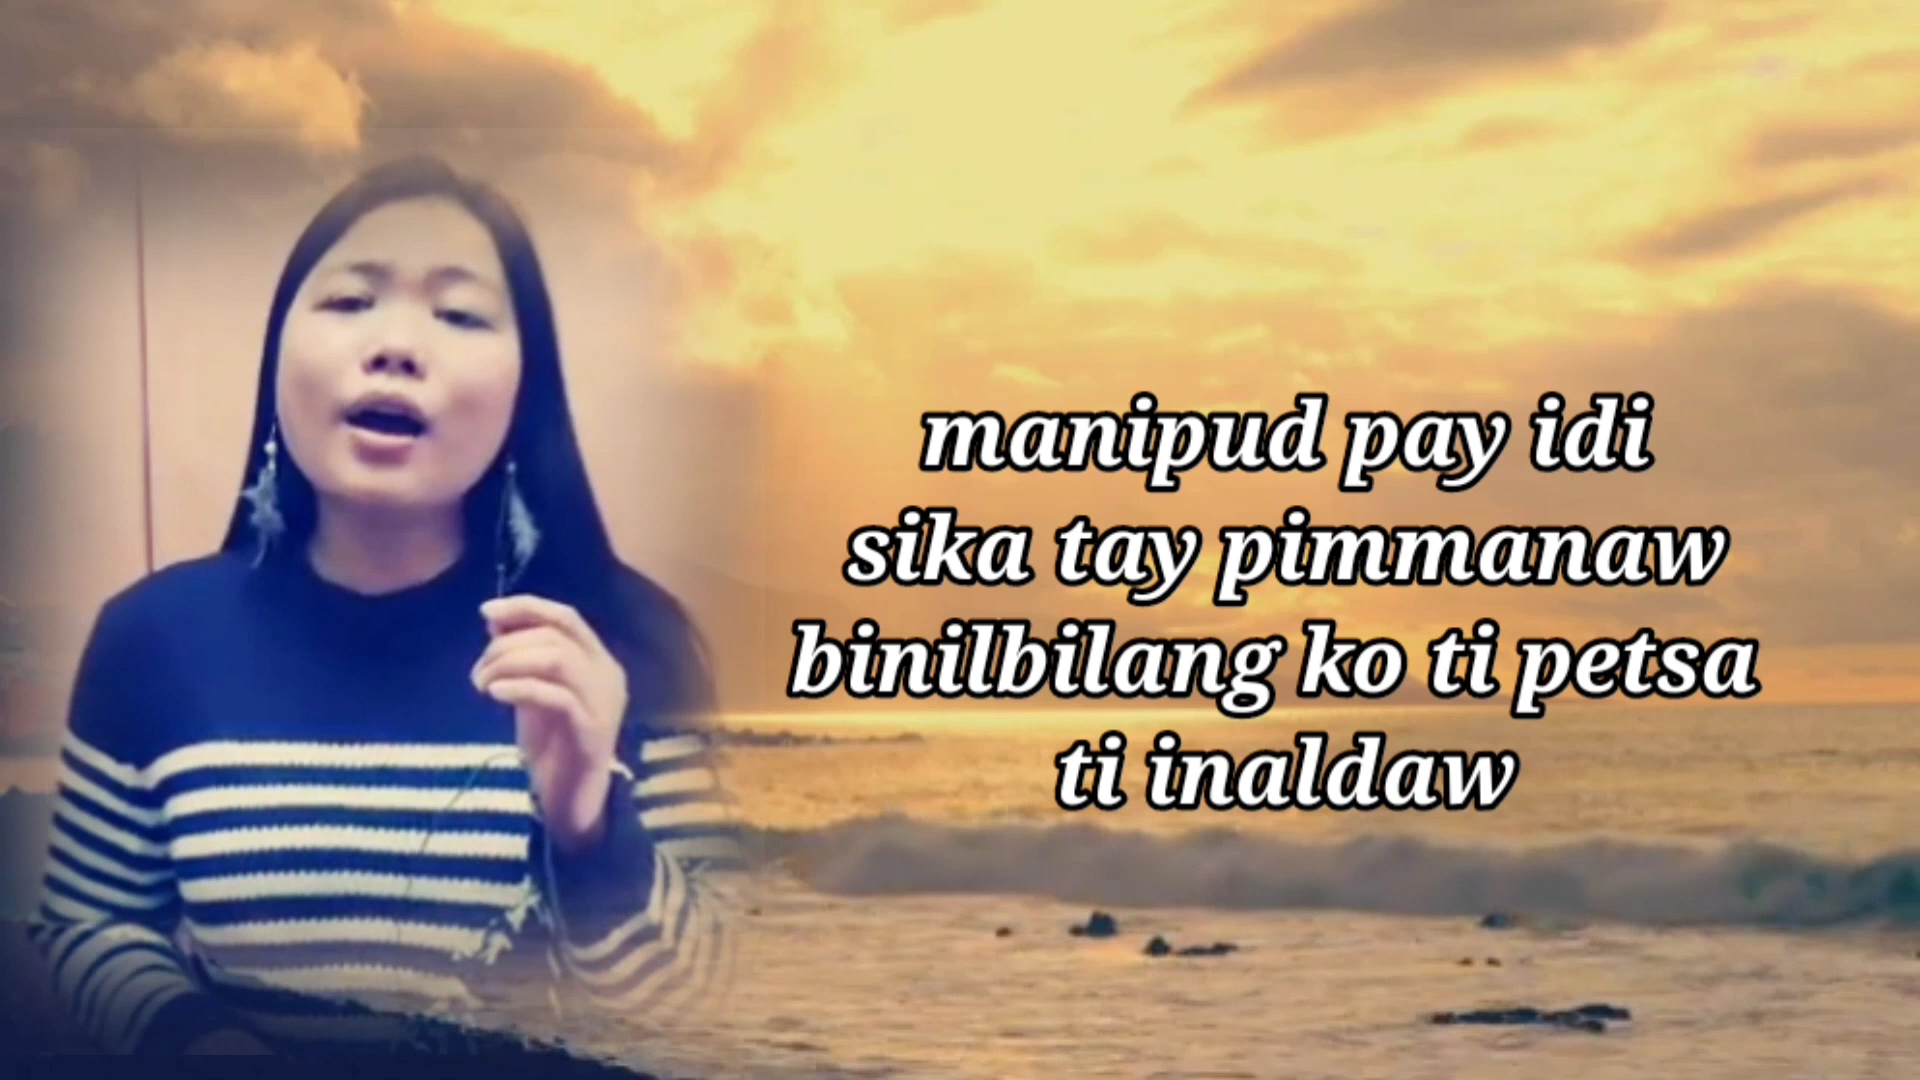 manipud pay idi
sika tay pimmanaw
binilbilang ko ti petsa
ti inaldaw